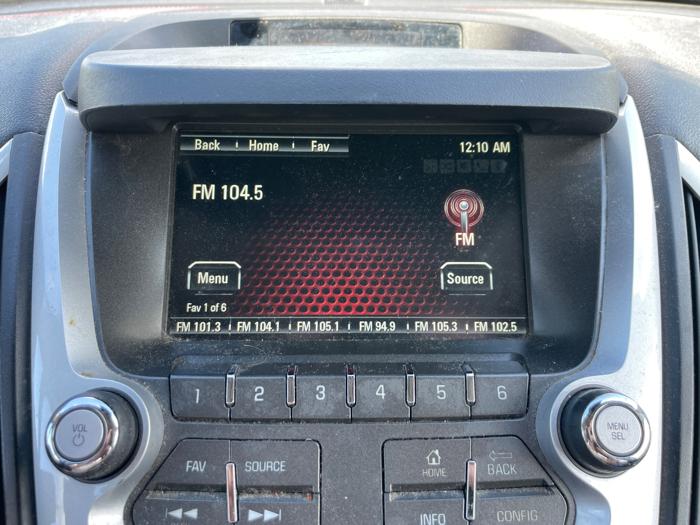 Back Home Fav 12:10 AM
FM 104.5
FM
Menu Source
Fav 1 of 6
FM 101.3 FM 104.1 FM 105.1 FM 94.9 FM 105.3 FM 102.5
1 2 3 4 5 6
VOL
MENU
SEL
FAV SOURCE
HOME BACK
INFO CONFIG